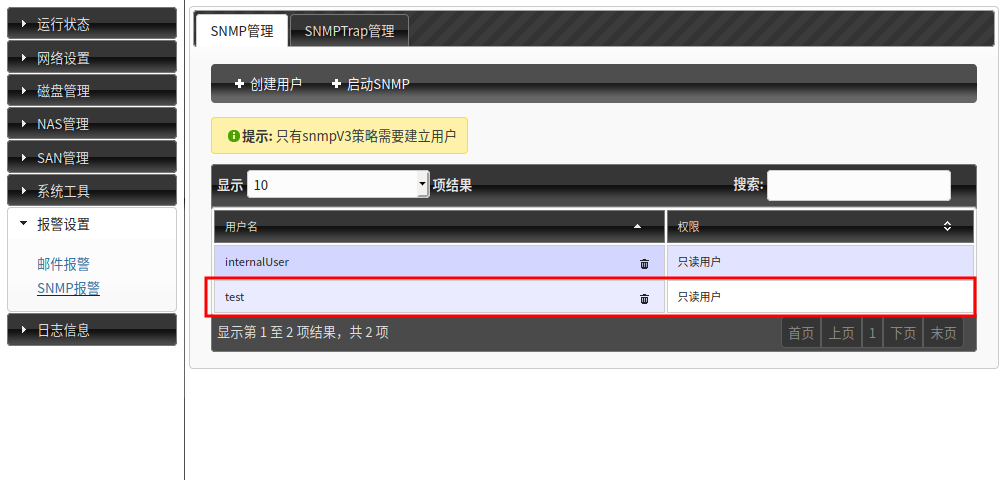 运行状态
网络设置
磁盘管理
NAS管理
SAN管理
系统工具
报警设置
邮件报警
SNMP报警
日志信息
SNMP管理 SNMPTrap管理
创建用户 启动SNMP
提示: 只有snmpV3策略需要建立用户
显示 10 项结果 搜索:
用户名 权限
internalUser 只读用户
test 只读用户
显示第 1 至 2 项结果，共 2 项 首页 上页 1 下页 末页